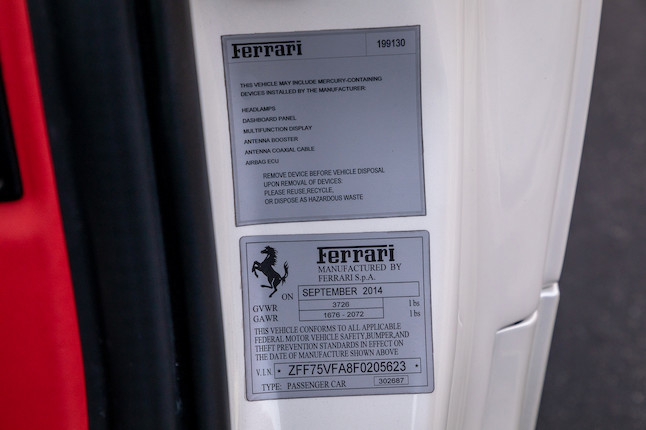 Ferrari 199130
THIS VEHICLE MAY INCLUDE MERCURY-CONTAINING
DEVICES INSTALLED BY THE MANUFACTURER:
HEADLAMPS
DASHBOARD PANEL
MULTIFUNCTION DISPLAY
ANTENNA BOOSTER
ANTENNA COAXIAL CABLE
AIRBAG ECU
REMOVE DEVICE BEFORE VEHICLE DISPOSAL
UPON REMOVAL OF DEVICES:
PLEASE REUSE,RECYCLE,
OR DISPOSE AS HAZARDOUS WASTE
Ferrari
MANUFACTURED BY
FERRARI S.p.A.
ON SEPTEMBER 2014
GVWR 3726 lbs
GAWR 1676 - 2072 lbs
THIS VEHICLE CONFORMS TO ALL APPLICABLE
FEDERAL MOTOR VEHICLE SAFETY, BUMPER, AND
THEFT PREVENTION STANDARDS IN EFFECT ON
THE DATE OF MANUFACTURE SHOWN ABOVE
V.I.N. * ZFF75VFA8F0205623 *
TYPE: PASSENGER CAR 302687